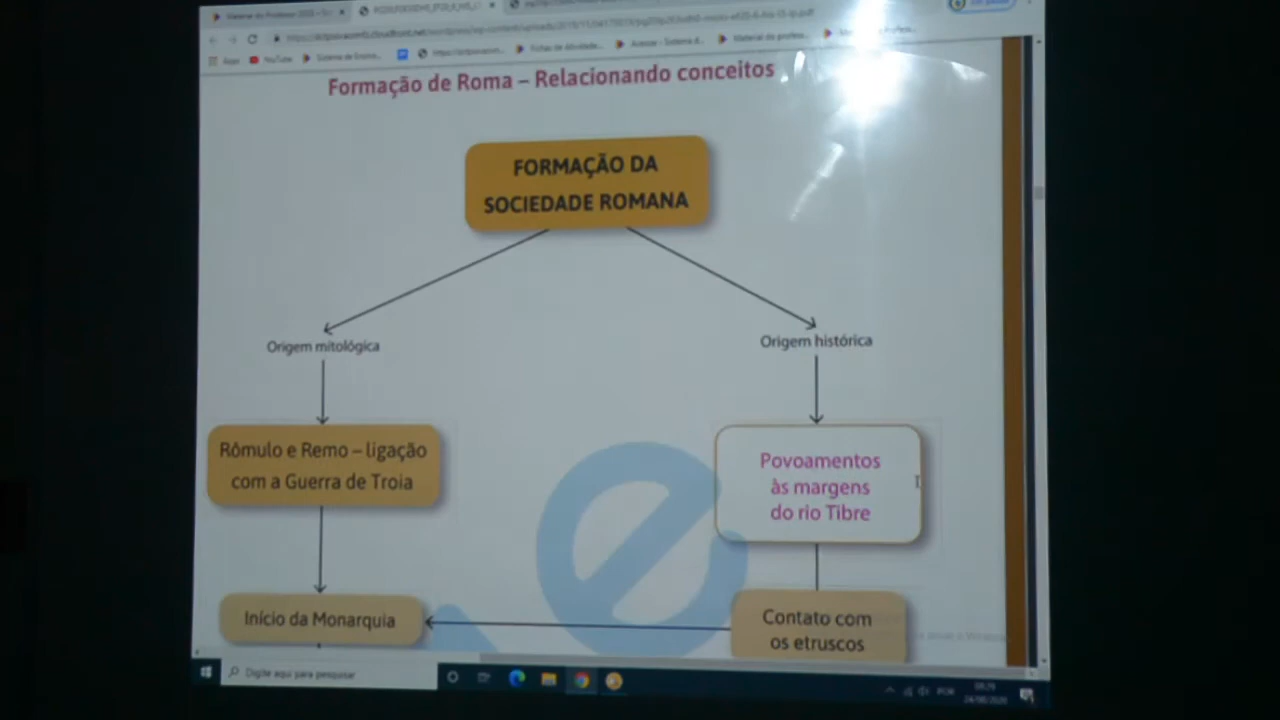 Apps
YouTube
Formação de Roma – Relacionando conceitos
FORMAÇÃO DA
SOCIEDADE ROMANA
Origem mitológica
Origem histórica
Rômulo e Remo – ligação
com a Guerra de Troia
Povoamentos
às margens
do rio Tibre
Início da Monarquia
Contato com
os etruscos
Digite aqui para pesquisar
POR